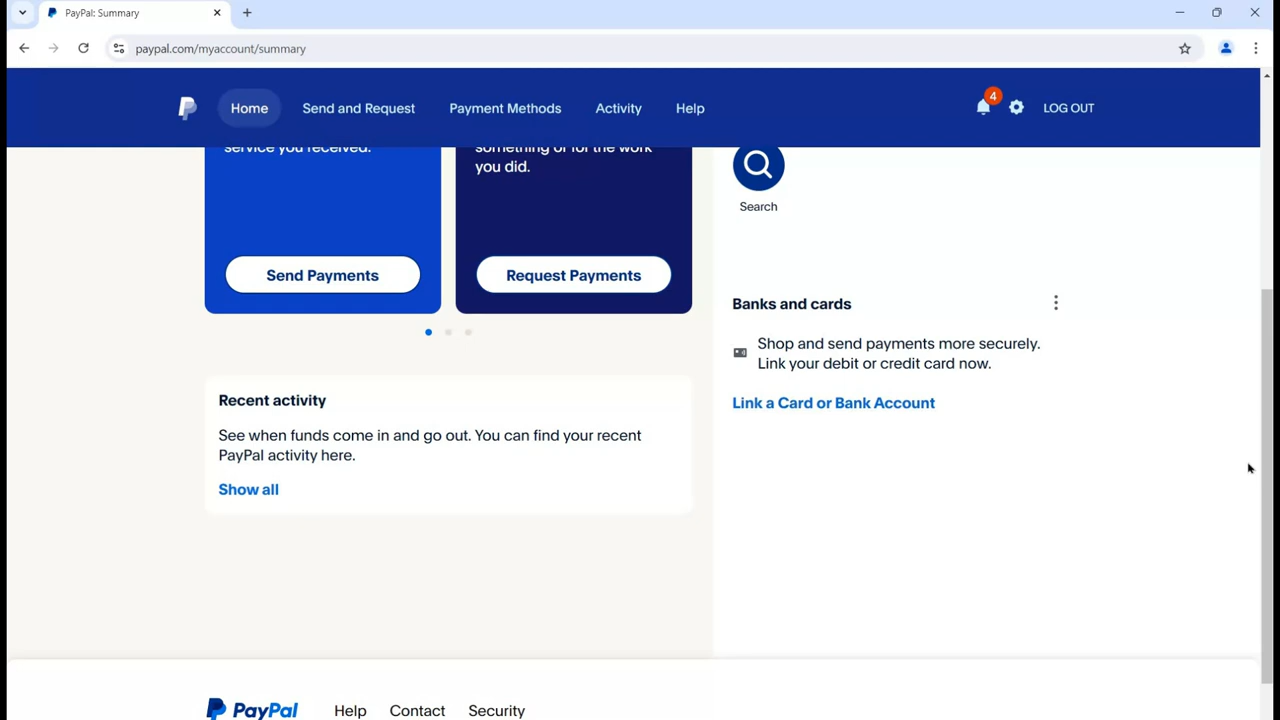 PayPal: Summary
paypal.com/myaccount/summary
Home
Send and Request
Payment Methods
Activity
Help
4
LOG OUT
service you received.
something or for the work
you did.
Send Payments
Request Payments
Search
Banks and cards
Shop and send payments more securely.
Link your debit or credit card now.
Link a Card or Bank Account
Recent activity
See when funds come in and go out. You can find your recent
PayPal activity here.
Show all
PayPal
Help
Contact
Security